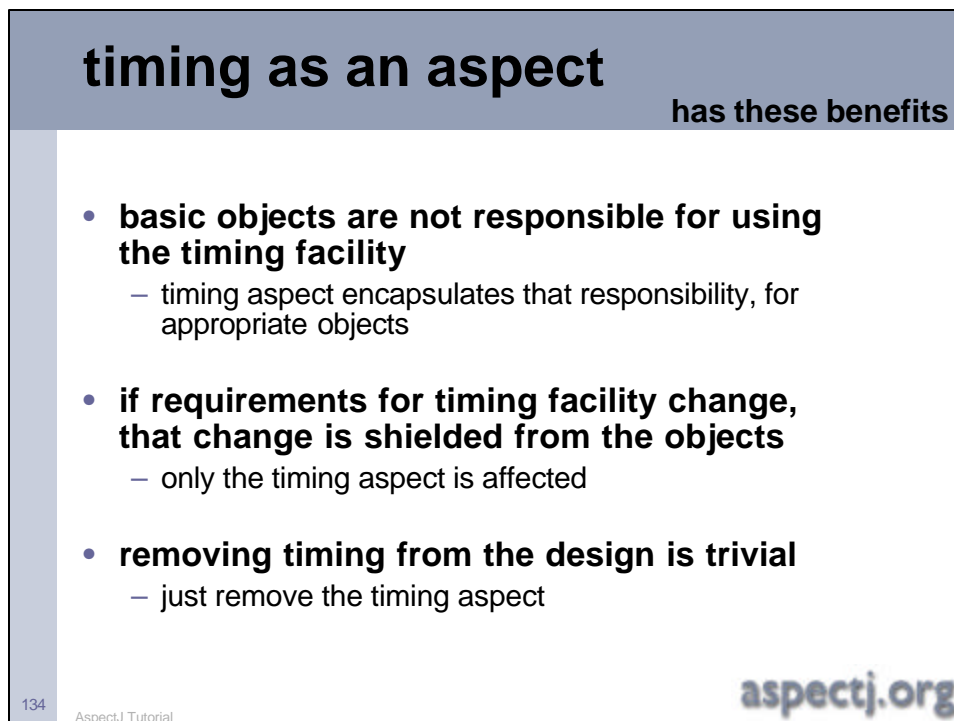 timing as an aspect
has these benefits
• basic objects are not responsible for using
the timing facility
– timing aspect encapsulates that responsibility, for
appropriate objects
• if requirements for timing facility change,
that change is shielded from the objects
– only the timing aspect is affected
• removing timing from the design is trivial
– just remove the timing aspect
134
AspectJ Tutorial
aspectj.org